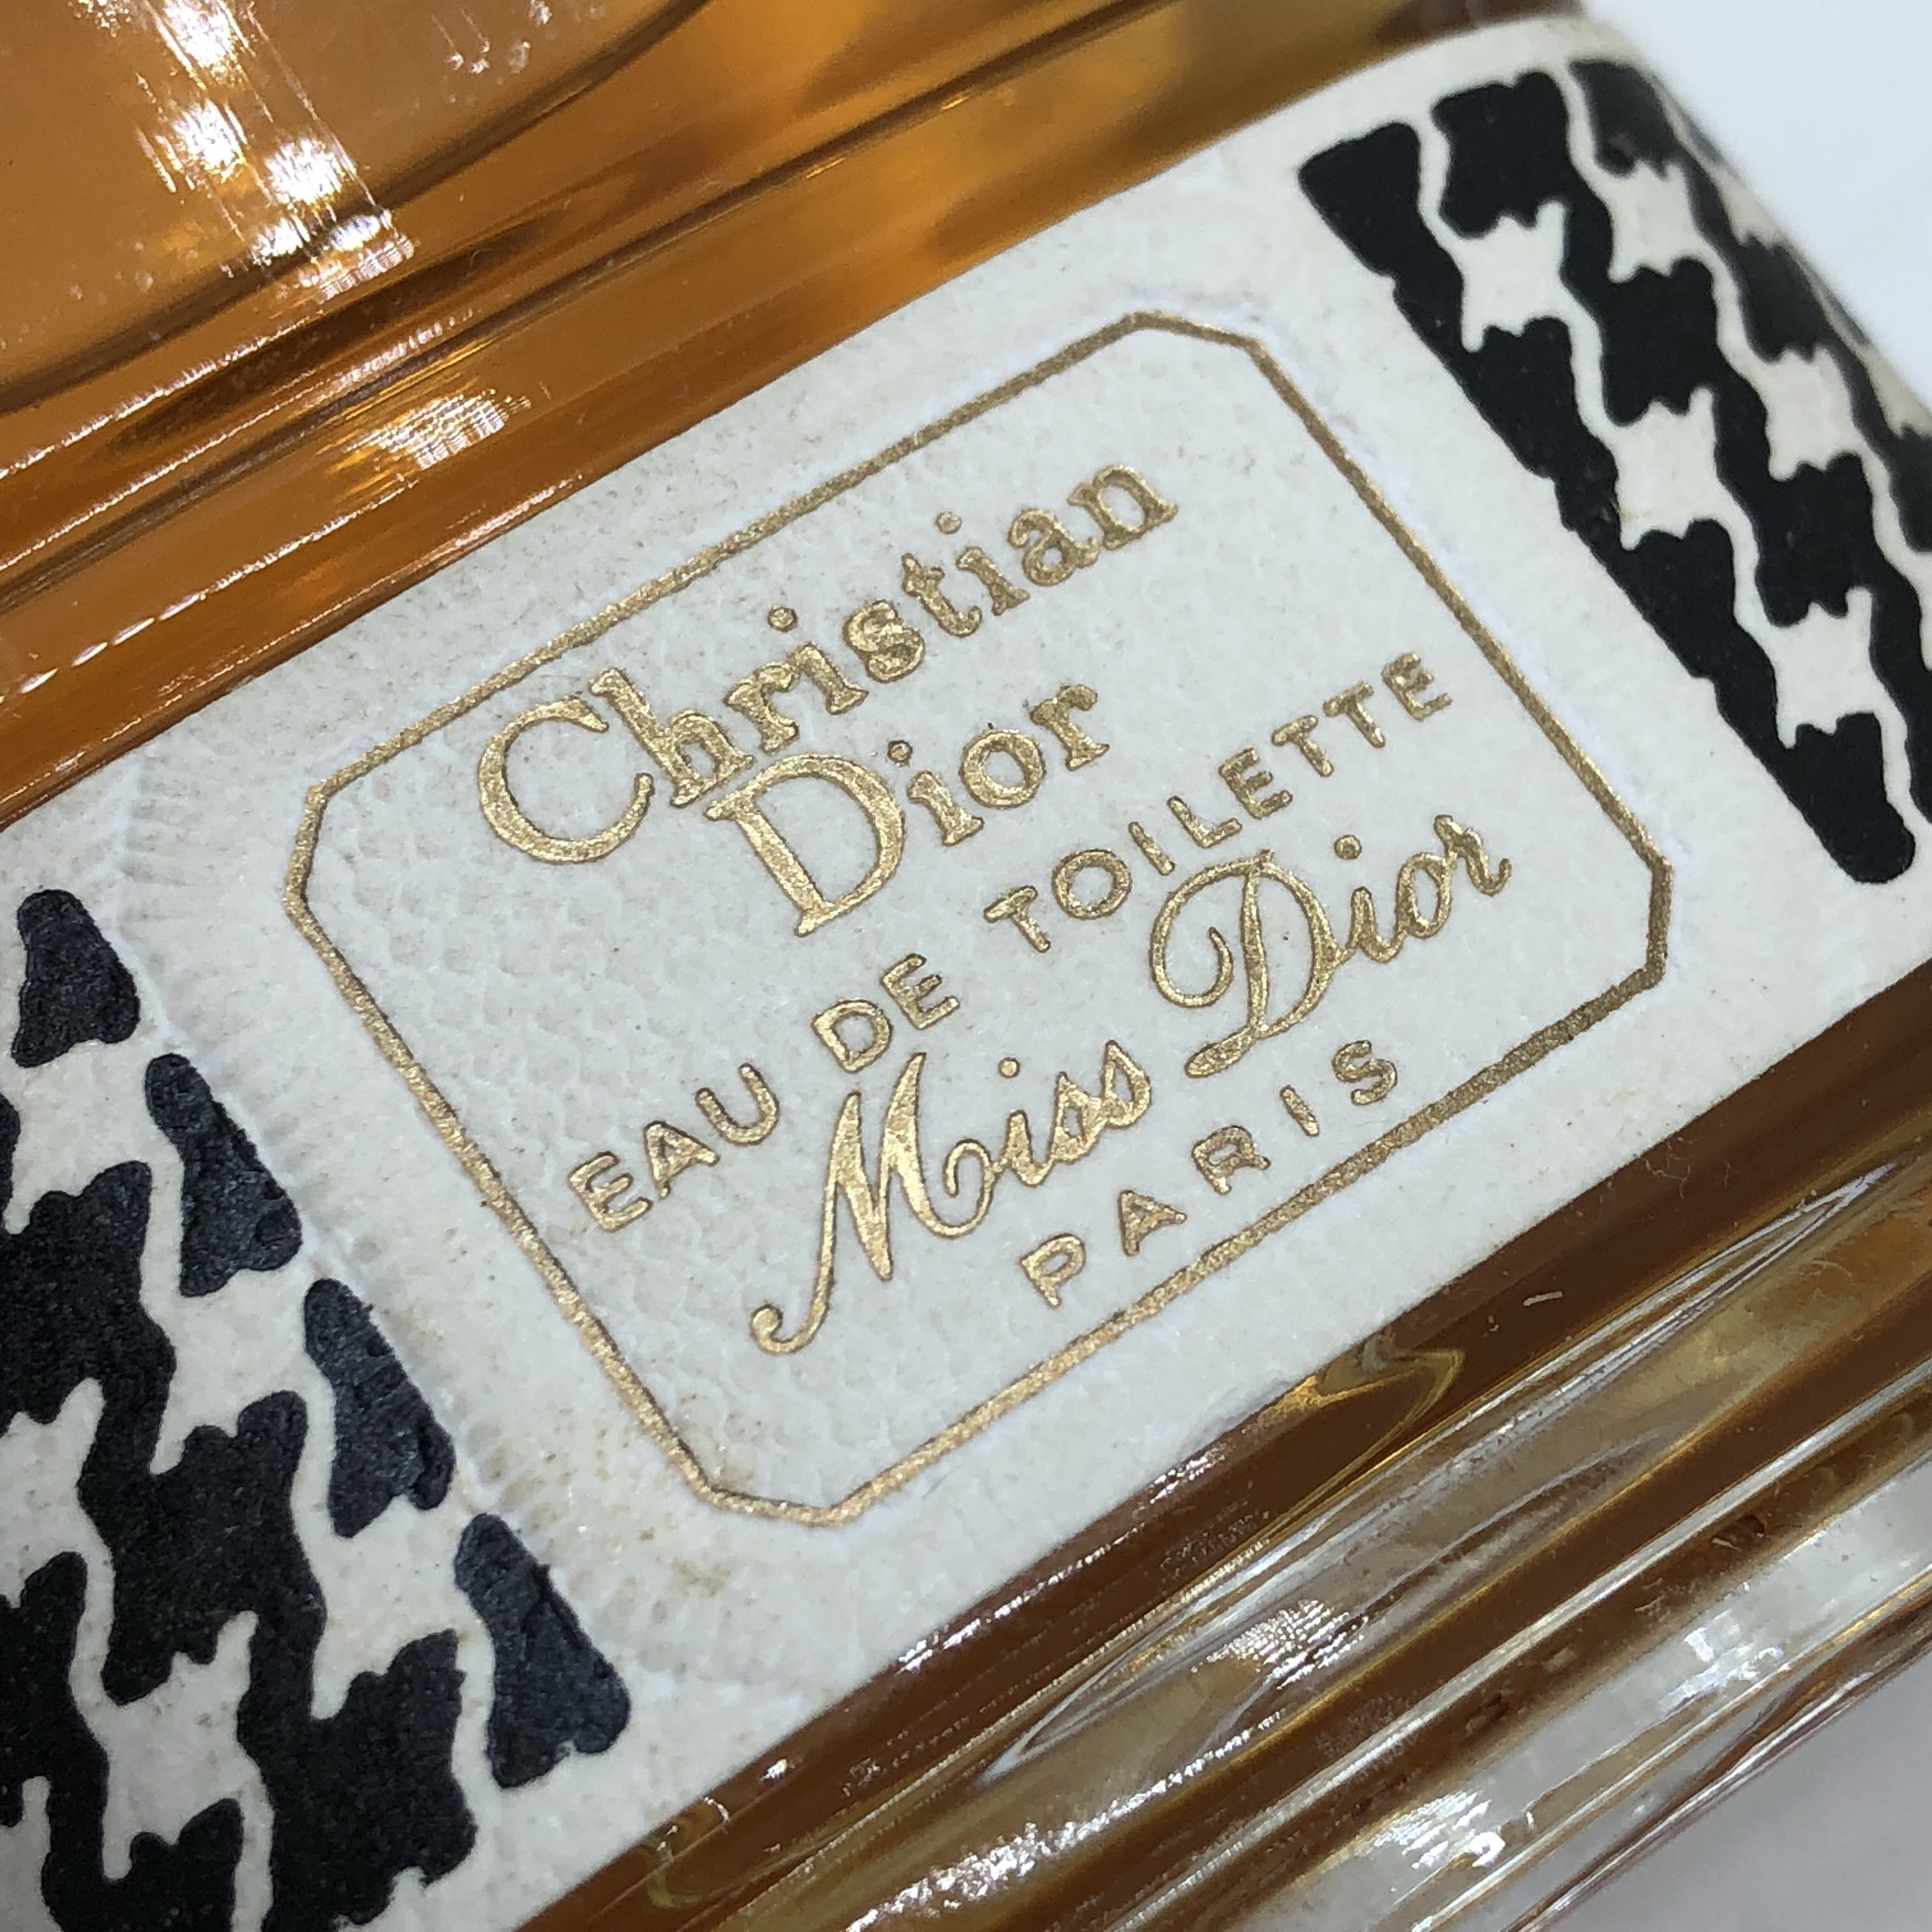 Christian
Dior
EAU DE TOILETTE
Miss Dior
PARIS